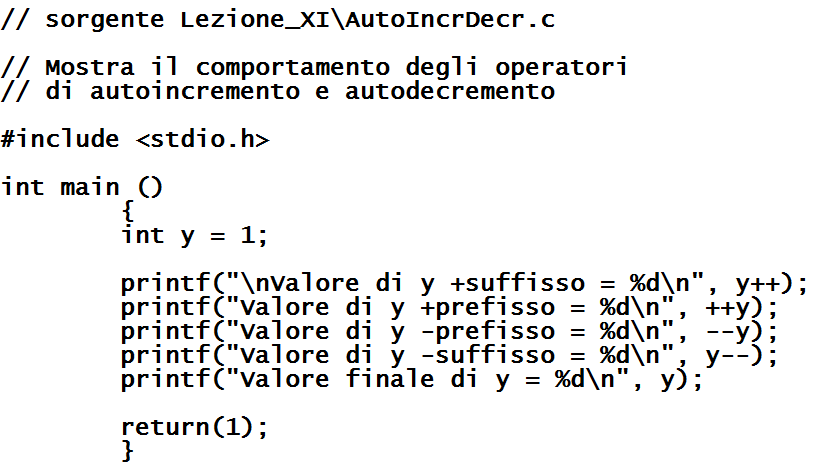 // sorgente Lezione_XI\AutoIncrDecr.c
// Mostra il comportamento degli operatori
// di autoincremento e autodecremento
#include <stdio.h>
int main ()
{
int y = 1;
printf("\nValore di y +suffisso = %d\n", y++);
printf("Valore di y +prefisso = %d\n", ++y);
printf("Valore di y -prefisso = %d\n", --y);
printf("Valore di y -suffisso = %d\n", y--);
printf("Valore finale di y = %d\n", y);
return(1);
}